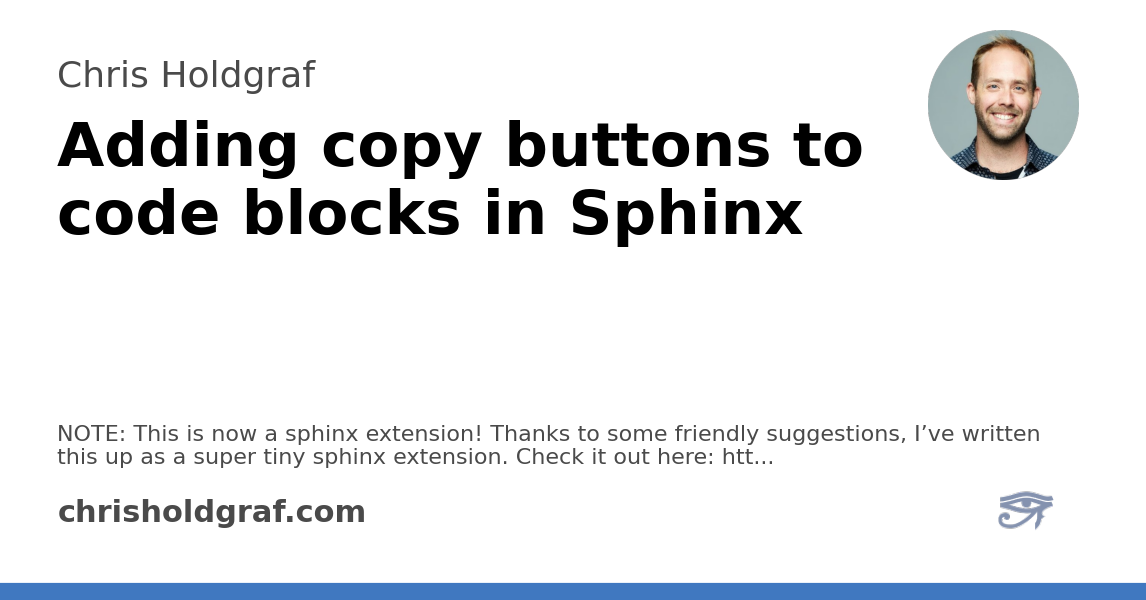 Chris Holdgraf
Adding copy buttons to
code blocks in Sphinx
NOTE: This is now a sphinx extension! Thanks to some friendly suggestions, I’ve written
this up as a super tiny sphinx extension. Check it out here: htt...
chrisholdgraf.com